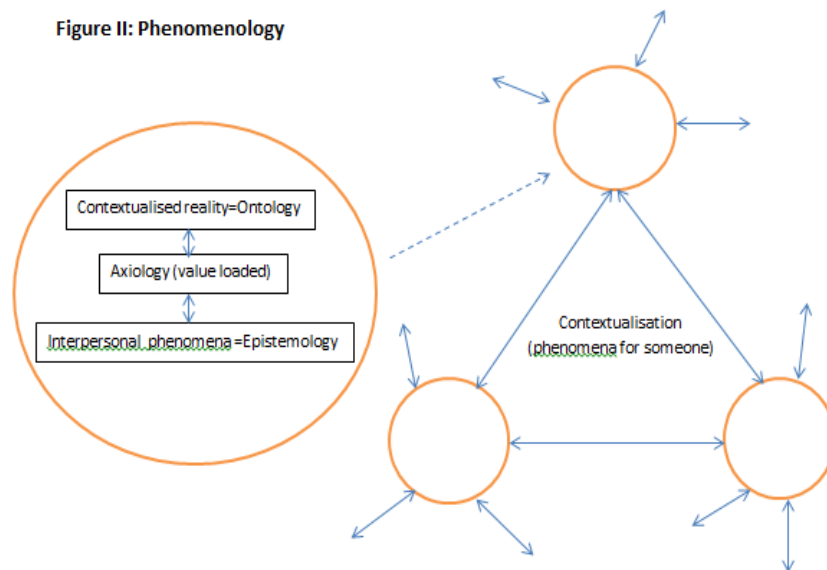 Figure II: Phenomenology
Contextualised reality=Ontology
Axiology (value loaded)
Interpersonal phenomena =Epistemology
Contextualisation
(phenomena for someone)